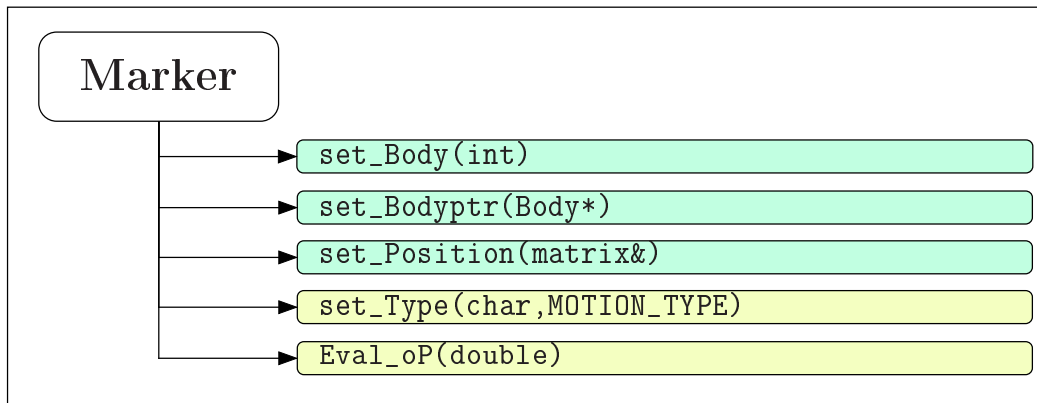 Marker
set_Body(int)
set_Bodyptr(Body*)
set_Position(matrix&)
set_Type(char,MOTION_TYPE)
Eval_oP(double)